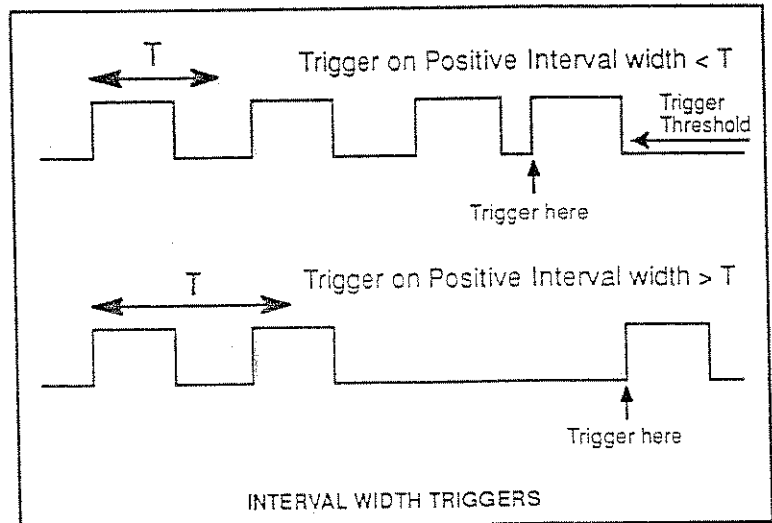 T
Trigger on Positive Interval width < T
Trigger
Threshold
Trigger here
T
Trigger on Positive Interval width > T
Trigger here
INTERVAL WIDTH TRIGGERS